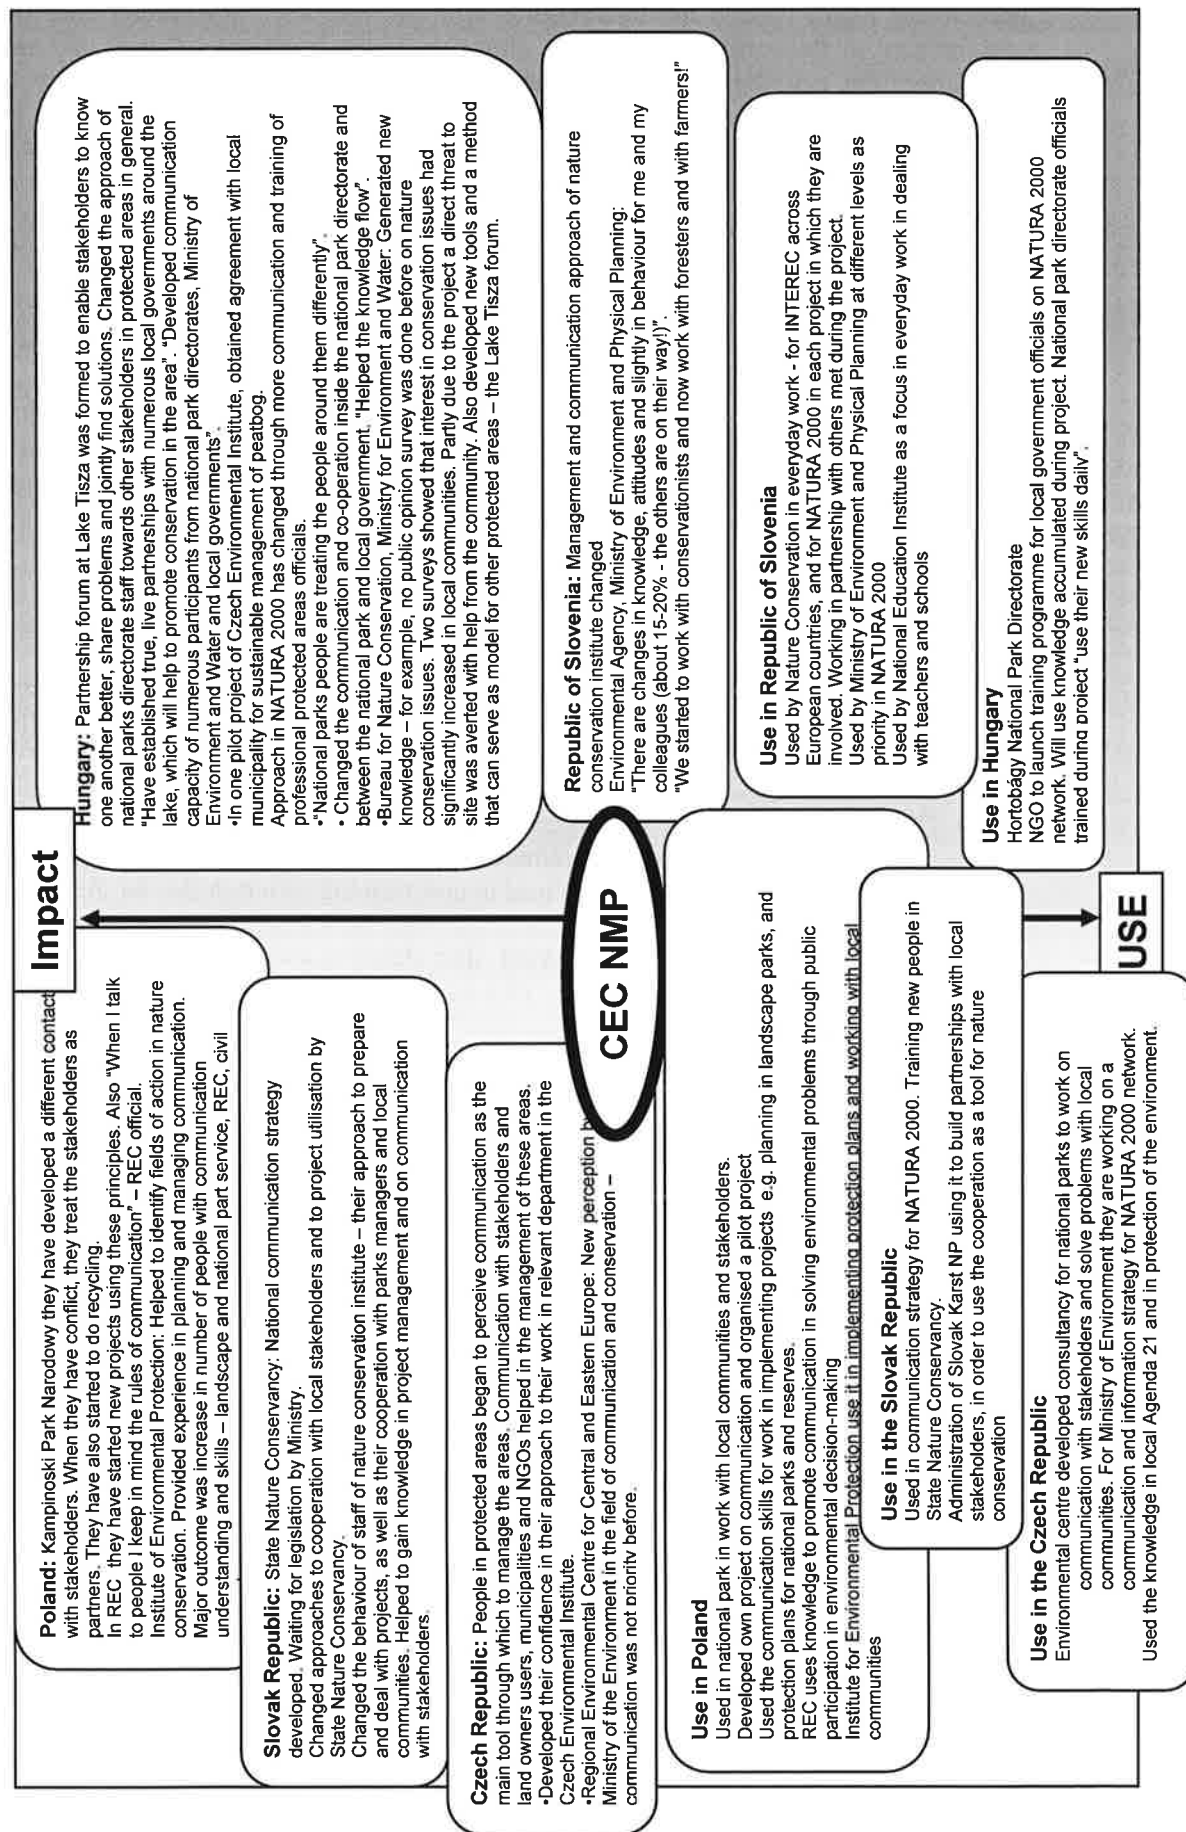 Impact
Poland: Kampinoski Park Narodowy they have developed a different contact
with stakeholders. When they have conflict, they treat the stakeholders as
partners. They have also started to do recycling.
In REC they have started new projects using these principles. Also "When I talk
to people I keep in mind the rules of communication" – REC official.
Institute of Environmental Protection: Helped to identify fields of action in nature
conservation. Provided experience in planning and managing communication.
Major outcome was increase in number of people with communication
understanding and skills – landscape and national part service, REC, civil
Slovak Republic: State Nature Conservancy: National communication strategy
developed. Waiting for legislation by Ministry.
Changed approaches to cooperation with local stakeholders and to project utilisation by
State Nature Conservancy.
Changed the behaviour of staff of nature conservation institute – their approach to prepare
and deal with projects, as well as their cooperation with parks managers and local
communities. Helped to gain knowledge in project management and on communication
with stakeholders.
Czech Republic: People in protected areas began to perceive communication as the
main tool through which to manage the areas. Communication with stakeholders and
land owners users, municipalities and NGOs helped in the management of these areas.
•Developed their confidence in their approach to their work in relevant department in the
Czech Environmental Institute.
•Regional Environmental Centre for Central and Eastern Europe: New perception b
Ministry of the Environment in the field of communication and conservation –
communication was not priority before.
Hungary: Partnership forum at Lake Tisza was formed to enable stakeholders to know
one another better, share problems and jointly find solutions. Changed the approach of
national parks directorate staff towards other stakeholders in protected areas in general.
"Have established true, live partnerships with numerous local governments around the
lake, which will help to promote conservation in the area". "Developed communication
capacity of numerous participants from national park directorates, Ministry of
Environment and Water and local governments".
•In one pilot project of Czech Environmental Institute, obtained agreement with local
municipality for sustainable management of peatbog.
Approach in NATURA 2000 has changed through more communication and training of
professional protected areas officials.
•"National parks people are treating the people around them differently".
• Changed the communication and co-operation inside the national park directorate and
between the national park and local government. "Helped the knowledge flow".
•Bureau for Nature Conservation, Ministry for Environment and Water: Generated new
knowledge – for example, no public opinion survey was done before on nature
conservation issues. Two surveys showed that interest in conservation issues had
significantly increased in local communities. Partly due to the project a direct threat to
site was averted with help from the community. Also developed new tools and a method
that can serve as model for other protected areas – the Lake Tisza forum.
Republic of Slovenia: Management and communication approach of nature
conservation institute changed
Environmental Agency, Ministry of Environment and Physical Planning:
"There are changes in knowledge, attitudes and slightly in behaviour for me and my
colleagues (about 15-20% - the others are on their way!)".
"We started to work with conservationists and now work with foresters and with farmers!"
CEC NMP
Use in Poland
Used in national park in work with local communities and stakeholders.
Developed own project on communication and organised a pilot project
Used the communication skills for work in implementing projects e.g. planning in landscape parks, and
protection plans for national parks and reserves.
REC uses knowledge to promote communication in solving environmental problems through public
participation in environmental decision-making
Institute for Environmental Protection use it in implementing protection plans and working with local
communities
Use in the Slovak Republic
Used in communication strategy for NATURA 2000. Training new people in
State Nature Conservancy.
Administration of Slovak Karst NP using it to build partnerships with local
stakeholders, in order to use the cooperation as a tool for nature
conservation
Use in the Czech Republic
Environmental centre developed consultancy for national parks to work on
communication with stakeholders and solve problems with local
communities. For Ministry of Environment they are working on a
communication and information strategy for NATURA 2000 network.
Used the knowledge in local Agenda 21 and in protection of the environment.
Use in Republic of Slovenia
Used by Nature Conservation in everyday work - for INTEREC across
European countries, and for NATURA 2000 in each project in which they are
involved. Working in partnership with others met during the project.
Used by Ministry of Environment and Physical Planning at different levels as
priority in NATURA 2000
Used by National Education Institute as a focus in everyday work in dealing
with teachers and schools
Use in Hungary
Hortobágy National Park Directorate
NGO to launch training programme for local government officials on NATURA 2000
network. Will use knowledge accumulated during project. National park directorate officials
trained during project "use their new skills daily".
USE